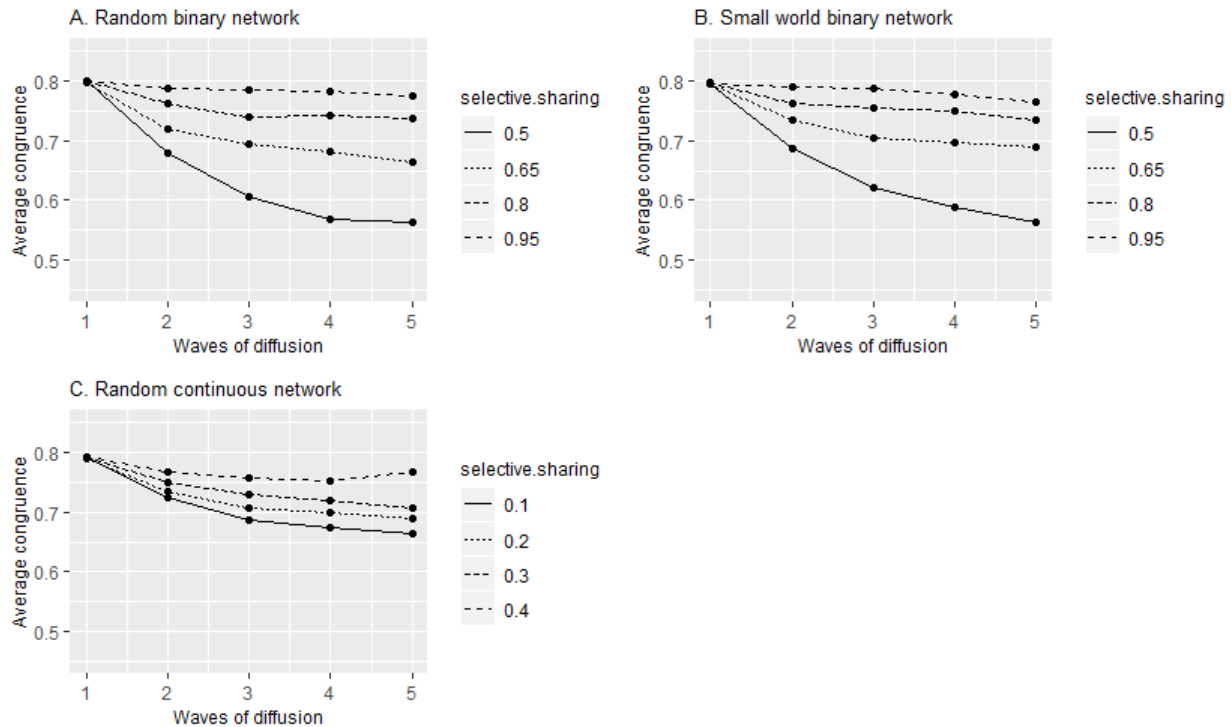 A. Random binary network
Average congruence
0.8
0.7
0.6
0.5
1 2 3 4 5
Waves of diffusion
selective.sharing
0.5
0.65
0.8
0.95
B. Small world binary network
Average congruence
0.8
0.7
0.6
0.5
1 2 3 4 5
Waves of diffusion
selective.sharing
0.5
0.65
0.8
0.95
C. Random continuous network
Average congruence
0.8
0.7
0.6
0.5
1 2 3 4 5
Waves of diffusion
selective.sharing
0.1
0.2
0.3
0.4